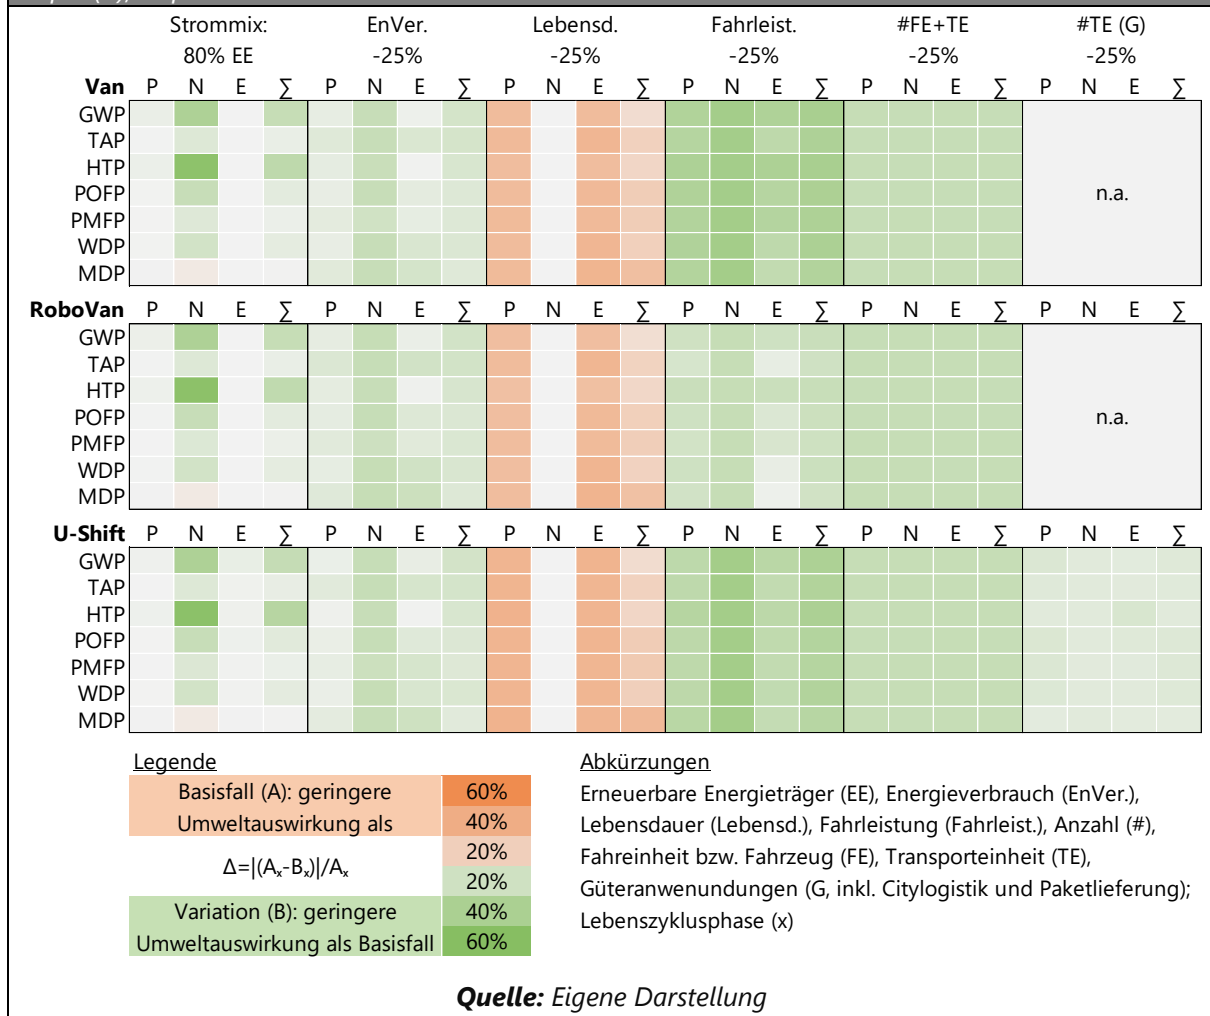 Strommix: EnVer. Lebensd. Fahrleist. #FE+TE #TE (G)
80% EE -25% -25% -25% -25% -25%
Van P N E ∑ P N E ∑ P N E ∑ P N E ∑ P N E ∑ P N E ∑
GWP
TAP
HTP
POFP n.a.
PMFP
WDP
MDP
RoboVan P N E ∑ P N E ∑ P N E ∑ P N E ∑ P N E ∑ P N E ∑
GWP
TAP
HTP
POFP n.a.
PMFP
WDP
MDP
U-Shift P N E ∑ P N E ∑ P N E ∑ P N E ∑ P N E ∑ P N E ∑
GWP
TAP
HTP
POFP
PMFP
WDP
MDP
Legende
Basisfall (A): geringere 60%
Umweltauswirkung als 40%
20%
Δ=|(Aₓ-Bₓ)|/Aₓ
20%
Variation (B): geringere 40%
Umweltauswirkung als Basisfall 60%
Abkürzungen
Erneuerbare Energieträger (EE), Energieverbrauch (EnVer.),
Lebensdauer (Lebensd.), Fahrleistung (Fahrleist.), Anzahl (#),
Fahreinheit bzw. Fahrzeug (FE), Transporteinheit (TE),
Güteranwenundungen (G, inkl. Citylogistik und Paketlieferung);
Lebenszyklusphase (x)
Quelle: Eigene Darstellung